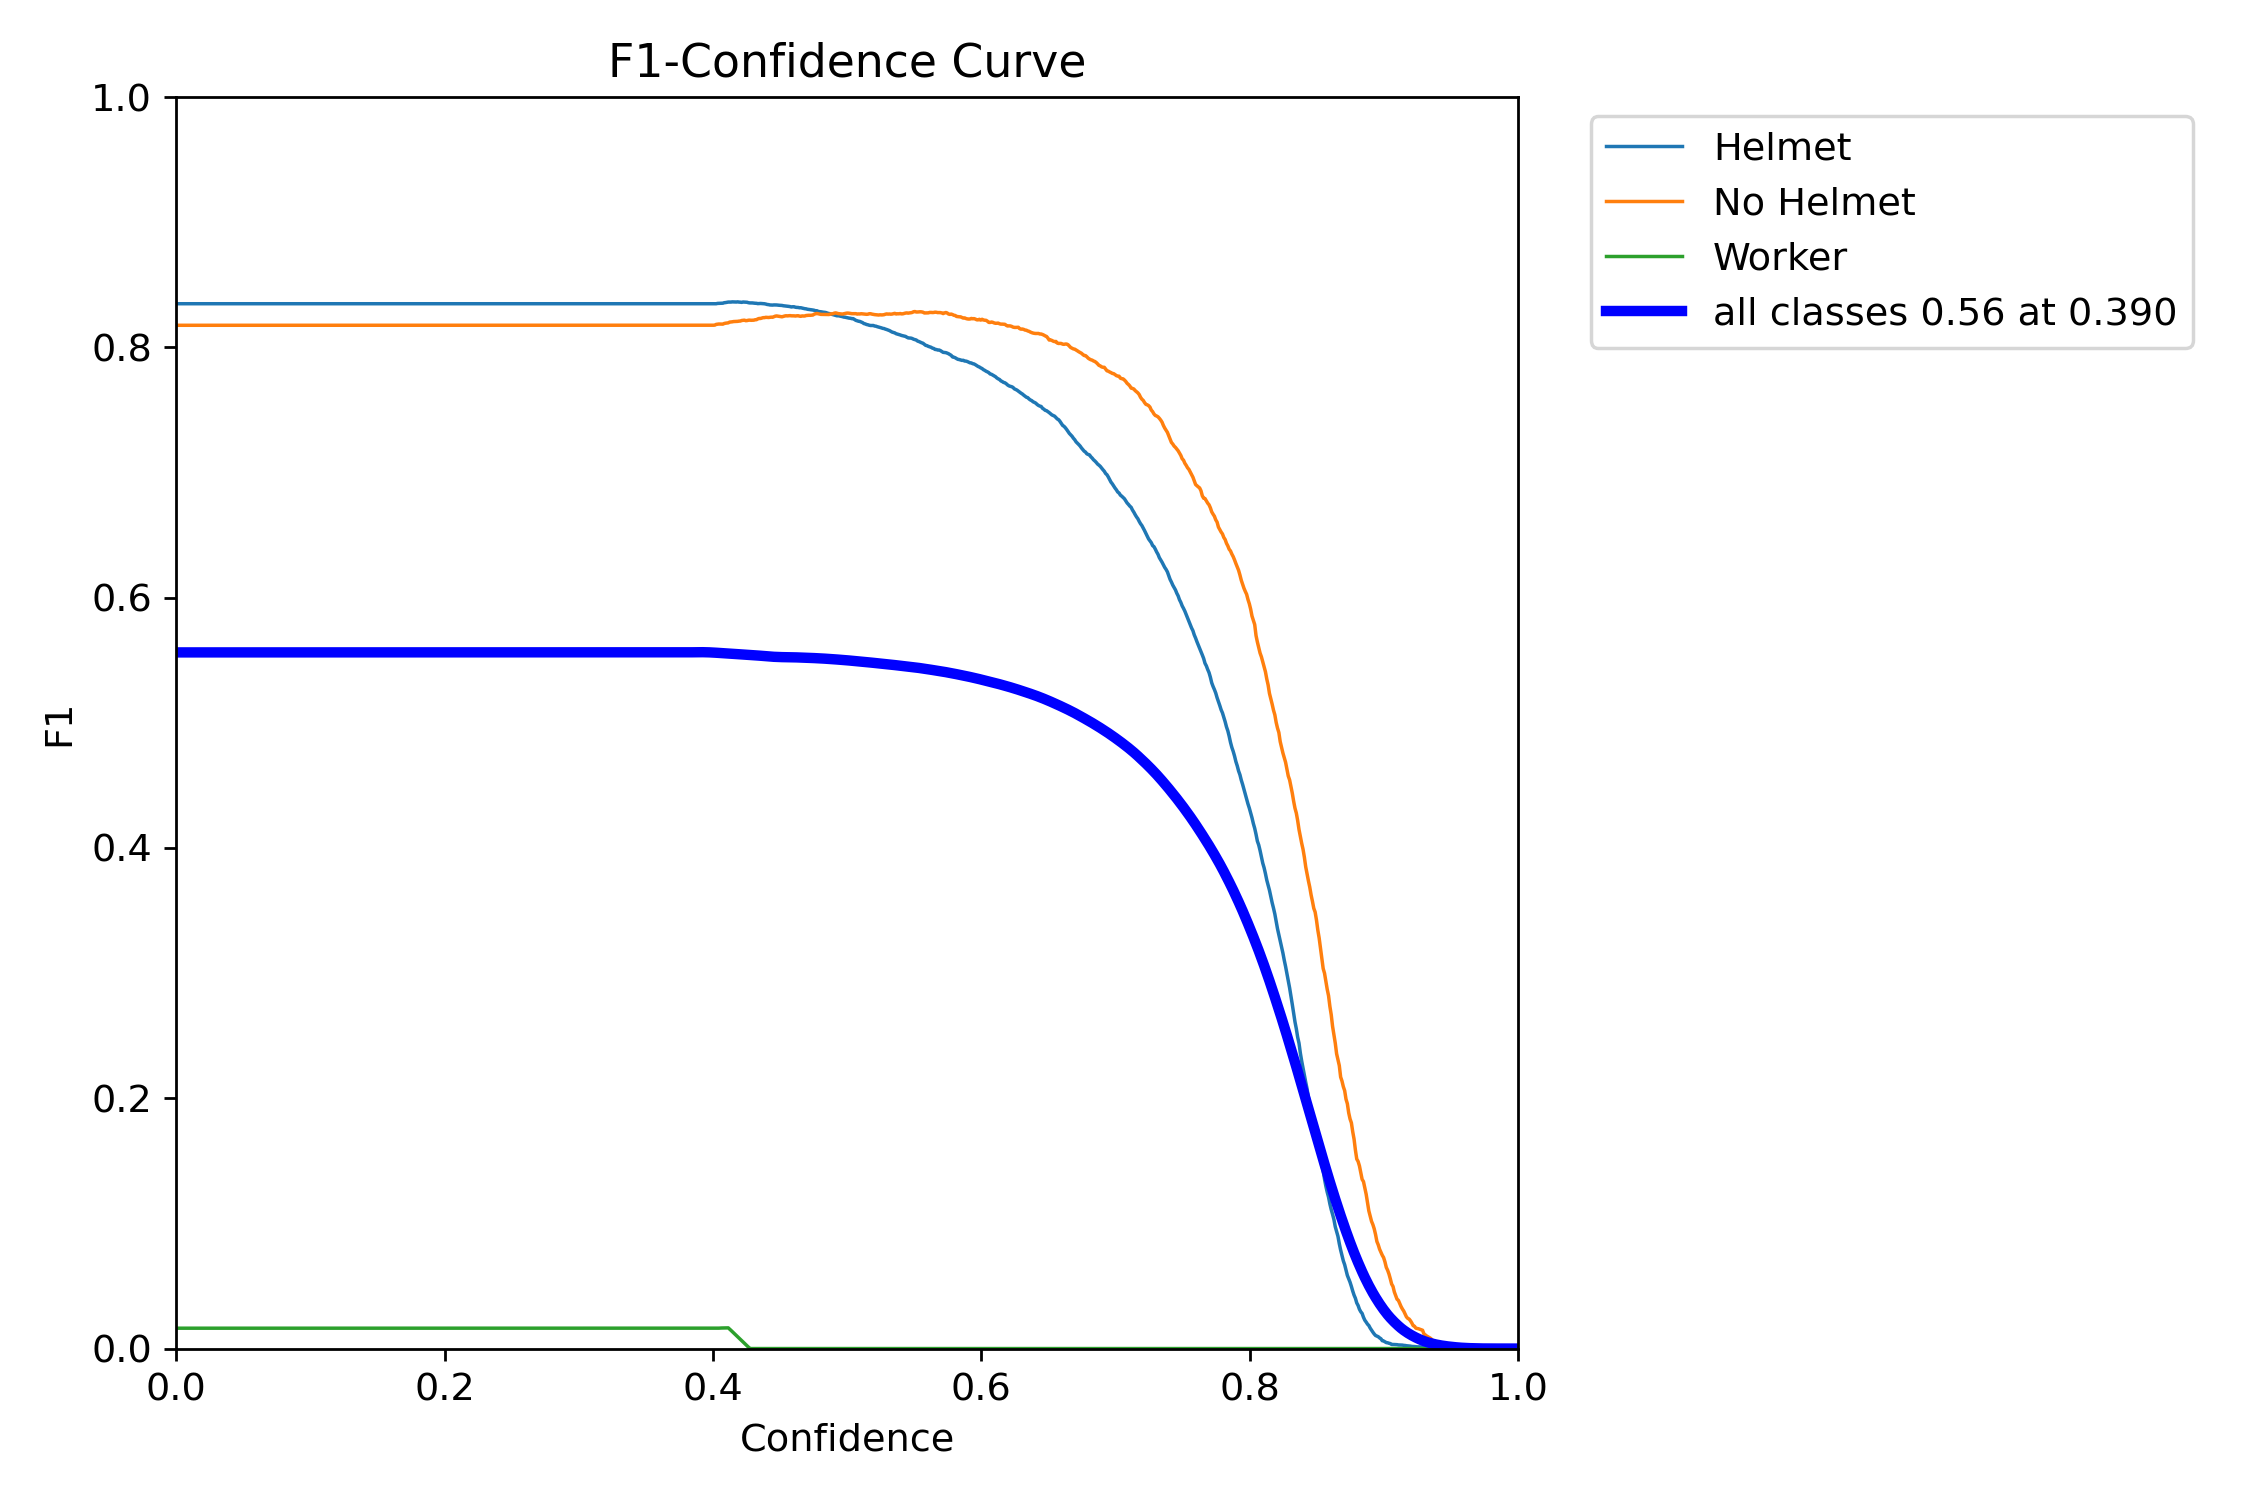 F1-Confidence Curve
1.0
0.8
0.6
0.4
0.2
0.0
F1
0.0 0.2 0.4 0.6 0.8 1.0
Confidence
Helmet
No Helmet
Worker
all classes 0.56 at 0.390